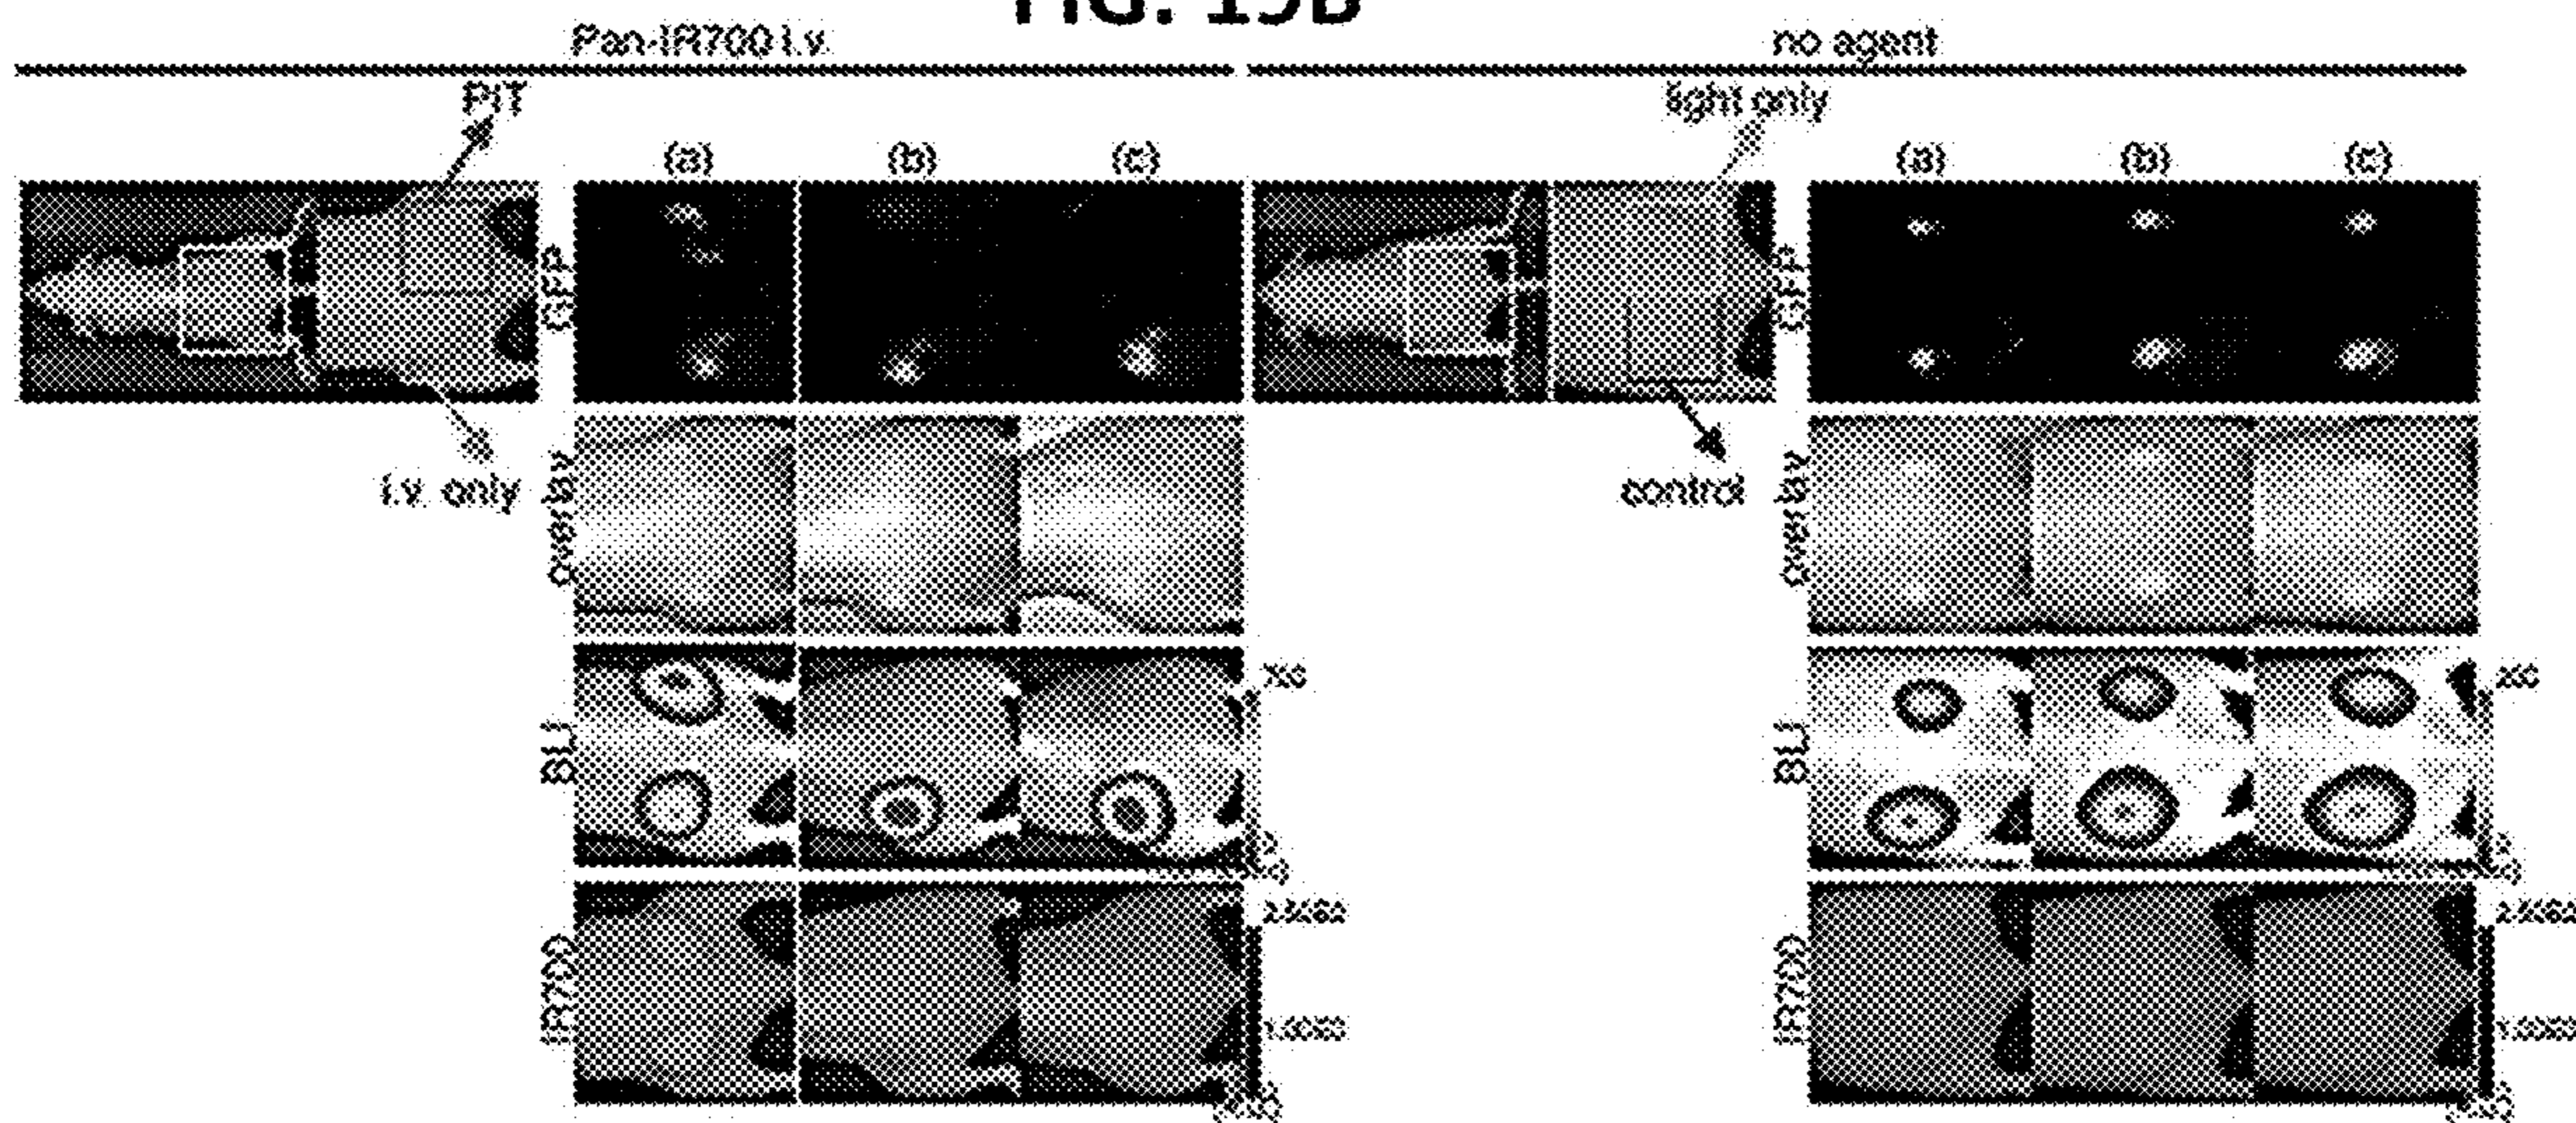 Pan-IR700 i.v.
no agent
PIT
light only
(a)
(b)
(c)
(a)
(b)
(c)
GFP
GFP
i.v. only
control
overlay
overlay
BLI
BLI
IR700
IR700